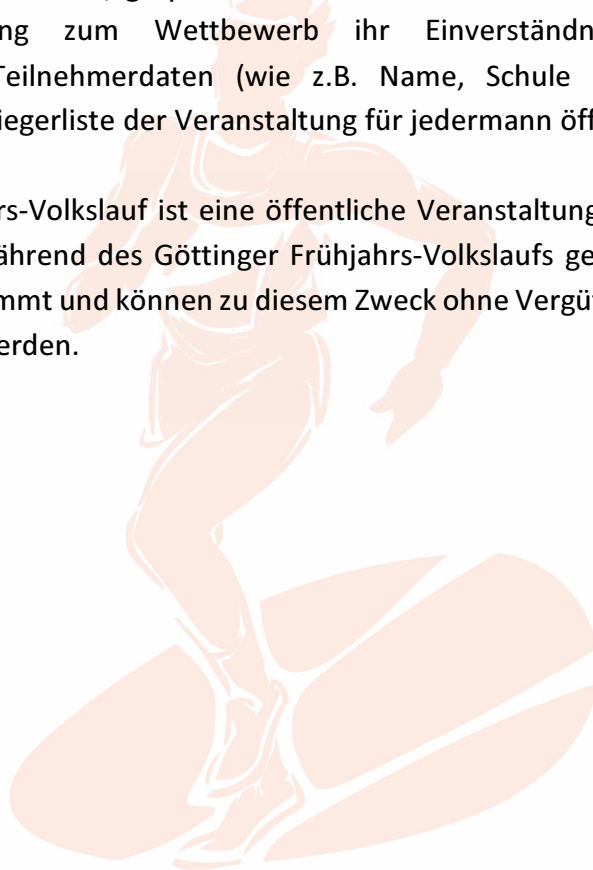 ng zum Wettbewerb ihr Einverständn
Teilnehmerdaten (wie z.B. Name, Schule
iegerliste der Veranstaltung für jedermann öff
rs-Volkslauf ist eine öffentliche Veranstaltung
ährend des Göttinger Frühjahrs-Volkslaufs ge
mmt und können zu diesem Zweck ohne Vergü
erden.